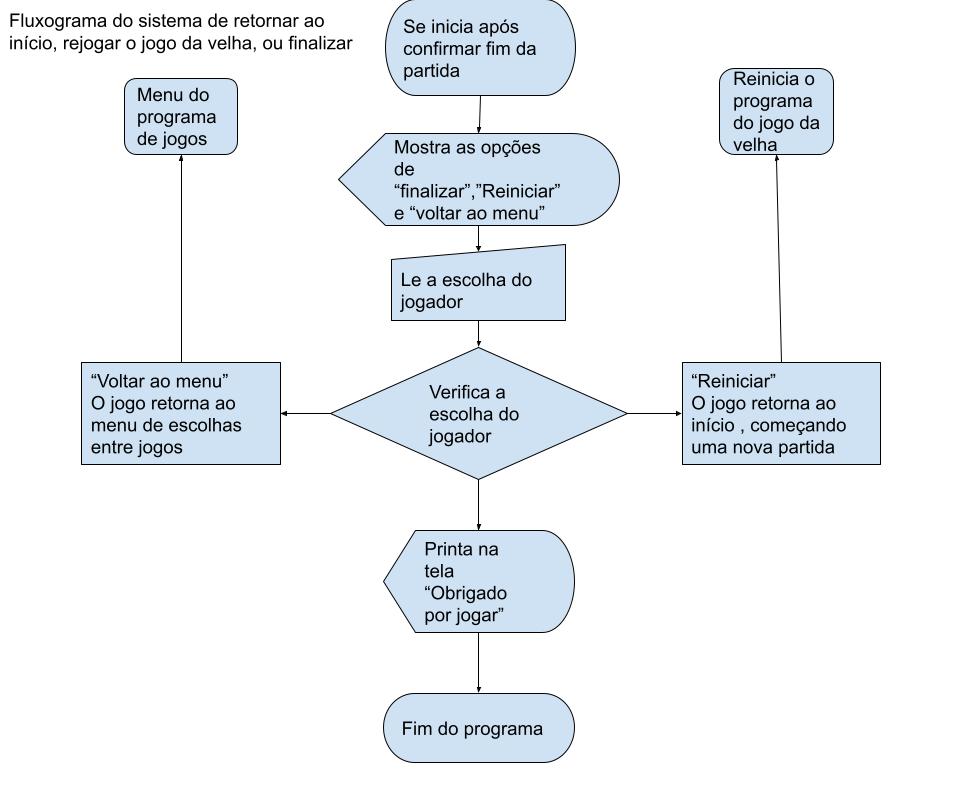 Fluxograma do sistema de retornar ao
início, rejogar o jogo da velha, ou finalizar
Se inicia após
confirmar fim da
partida
Menu do
programa
de jogos
Reinicia o
programa
do jogo da
velha
Mostra as opções
de
“finalizar”,”Reiniciar”
e “voltar ao menu”
Le a escolha do
jogador
“Voltar ao menu”
O jogo retorna ao
menu de escolhas
entre jogos
Verifica a
escolha do
jogador
“Reiniciar”
O jogo retorna ao
início , começando
uma nova partida
Printa na
tela
“Obrigado
por jogar”
Fim do programa